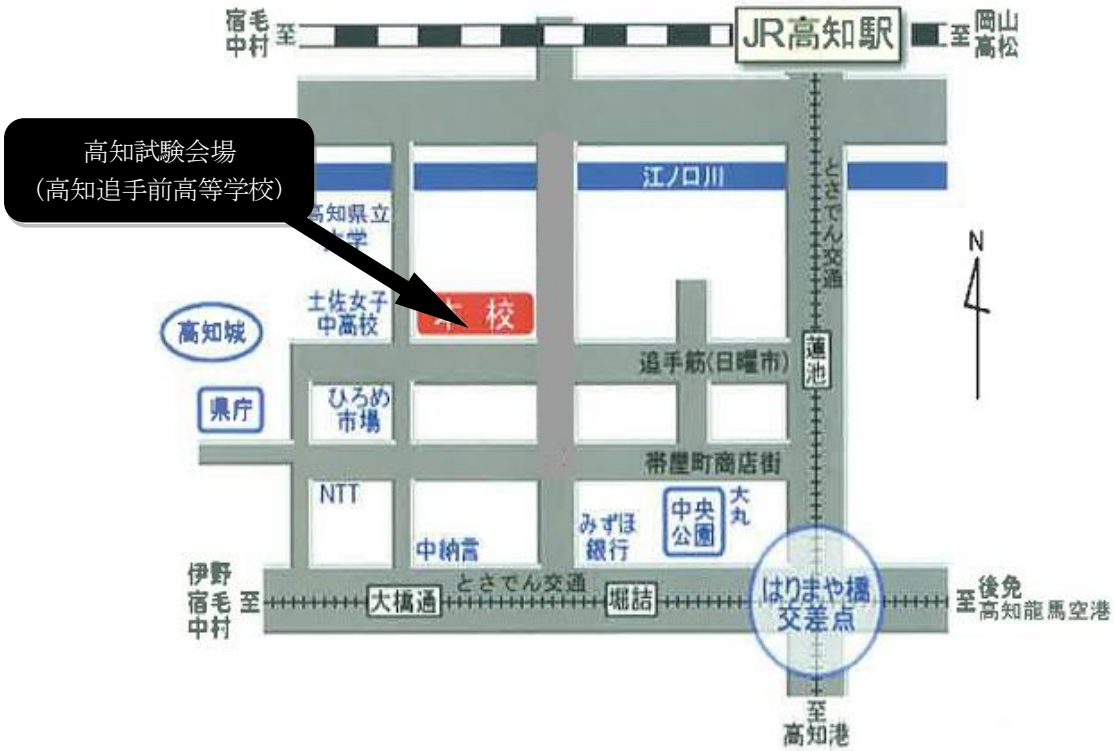 宿毛
中村
至
JR高知駅
至
岡山
高松
高知試験会場
(高知追手前高等学校)
江ノ口川
とさでん交通
高知県立
大学
N
土佐女子
中高校
本校
高知城
追手筋(日曜市)
蓮池
県庁
ひろめ
市場
帯屋町商店街
NTT
中納言
みずほ
銀行
中央
公園
大丸
伊野
宿毛
中村
至
大橋通
とさでん交通
堀詰
はりまや橋
交差点
至
後免
高知龍馬空港
至
高知港